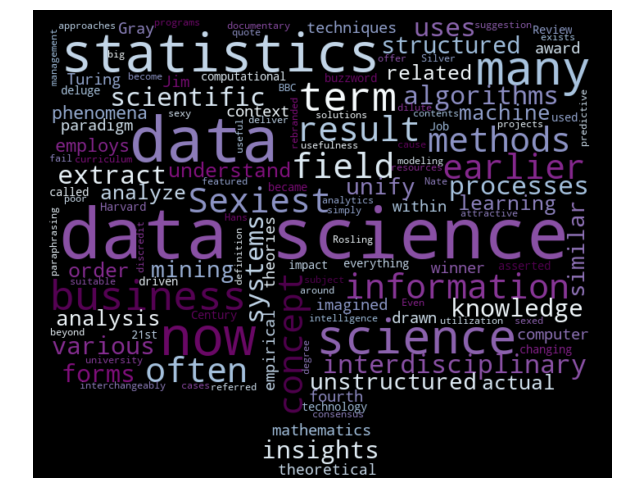 approaches Gray programs documentary techniques uses suggestion Review
big quote structured exists
management statistics many award
Turing become computational BBC related Silver
deluge Jim buzzword offer
sexy scientific term algorithms
phenomena useful deliver context rebranded solutions dilute contents machine used
paradigm data result usefulness Job methods projects predictive
employs field cause
fail curriculum understand modeling resources earlier
extract featured unify Nate
called became processes
poor analyze Sexiest analytics within learning
Harvard simply attractive
paraphrasing discredit data science Hans Rosling similar
definition systems theories
order mining impact everything winner asserted
suitable driven empirical subject around information Even
business imagined knowledge
analysis Century now concept intelligence drawn utilization sexed
beyond 21st science computer
various university often degree changing
forms interdisciplinary
interchangeably cases referred unstructured actual
technology fourth
consensus
mathematics
insights
theoretical